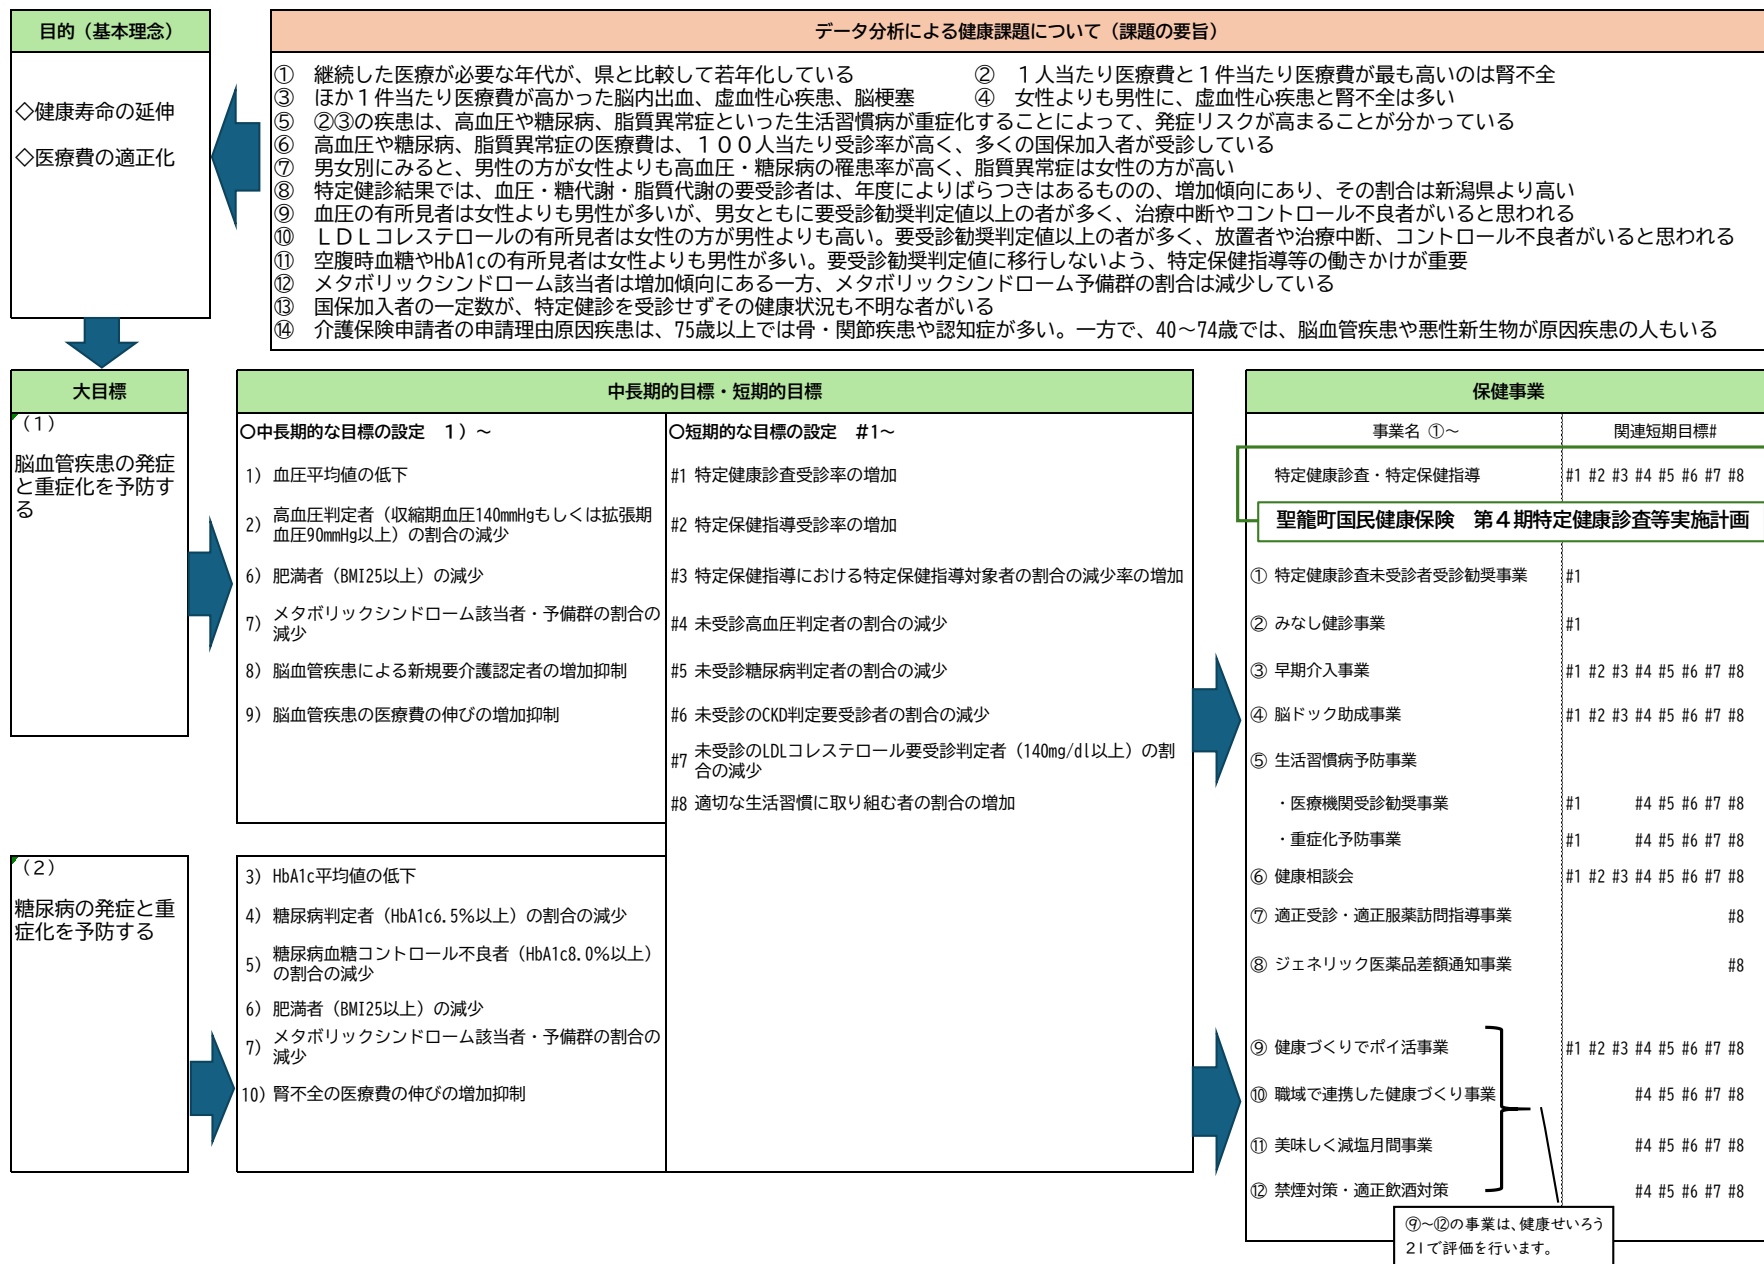 目的（基本理念）
◇健康寿命の延伸
◇医療費の適正化
データ分析による健康課題について（課題の要旨）
① 継続した医療が必要な年代が、県と比較して若年化している ② １人当たり医療費と１件当たり医療費が最も高いのは腎不全
③ ほか１件当たり医療費が高かった脳内出血、虚血性心疾患、脳梗塞 ④ 女性よりも男性に、虚血性心疾患と腎不全は多い
⑤ ②③の疾患は、高血圧や糖尿病、脂質異常症といった生活習慣病が重症化することによって、発症リスクが高まることが分かっている
⑥ 高血圧や糖尿病、脂質異常症の医療費は、１００人当たり受診率が高く、多くの国保加入者が受診している
⑦ 男女別にみると、男性の方が女性よりも高血圧・糖尿病の罹患率が高く、脂質異常症は女性の方が高い
⑧ 特定健診結果では、血圧・糖代謝・脂質代謝の要受診者は、年度によりばらつきはあるものの、増加傾向にあり、その割合は新潟県より高い
⑨ 血圧の有所見者は女性よりも男性が多いが、男女ともに要受診勧奨判定値以上の者が多く、治療中断やコントロール不良者がいると思われる
⑩ ＬＤＬコレステロールの有所見者は女性の方が男性よりも高い。要受診勧奨判定値以上の者が多く、放置者や治療中断、コントロール不良者がいると思われる
⑪ 空腹時血糖やHbA1cの有所見者は女性よりも男性が多い。要受診勧奨判定値に移行しないよう、特定保健指導等の働きかけが重要
⑫ メタボリックシンドローム該当者は増加傾向にある一方、メタボリックシンドローム予備群の割合は減少している
⑬ 国保加入者の一定数が、特定健診を受診せずその健康状況も不明な者がいる
⑭ 介護保険申請者の申請理由原因疾患は、75歳以上では骨・関節疾患や認知症が多い。一方で、40～74歳では、脳血管疾患や悪性新生物が原因疾患の人もいる
大目標
（1）
脳血管疾患の発症
と重症化を予防す
る
（2）
糖尿病の発症と重
症化を予防する
中長期的目標・短期的目標
〇中長期的な目標の設定 １）～
1）血圧平均値の低下
2）高血圧判定者（収縮期血圧140mmHgもしくは拡張期
血圧90mmHg以上）の割合の減少
6）肥満者（BMI25以上）の減少
7）メタボリックシンドローム該当者・予備群の割合の
減少
8）脳血管疾患による新規要介護認定者の増加抑制
9）脳血管疾患の医療費の伸びの増加抑制
3）HbA1c平均値の低下
4）糖尿病判定者（HbA1c6.5%以上）の割合の減少
5）糖尿病血糖コントロール不良者（HbA1c8.0%以上）
の割合の減少
6）肥満者（BMI25以上）の減少
7）メタボリックシンドローム該当者・予備群の割合の
減少
10）腎不全の医療費の伸びの増加抑制
〇短期的な目標の設定 #1～
#1 特定健康診査受診率の増加
#2 特定保健指導受診率の増加
#3 特定保健指導における特定保健指導対象者の割合の減少率の増加
#4 未受診高血圧判定者の割合の減少
#5 未受診糖尿病判定者の割合の減少
#6 未受診のCKD判定要受診者の割合の減少
#7 未受診のLDLコレステロール要受診判定者（140mg/dl以上）の割
合の減少
#8 適切な生活習慣に取り組む者の割合の増加
保健事業
事業名 ①～ 関連短期目標#
特定健康診査・特定保健指導 #1 #2 #3 #4 #5 #6 #7 #8
聖籠町国民健康保険 第４期特定健康診査等実施計画
① 特定健康診査未受診者受診勧奨事業 #1
② みなし健診事業 #1
③ 早期介入事業 #1 #2 #3 #4 #5 #6 #7 #8
④ 脳ドック助成事業 #1 #2 #3 #4 #5 #6 #7 #8
⑤ 生活習慣病予防事業
・医療機関受診勧奨事業 #1 #4 #5 #6 #7 #8
・重症化予防事業 #1 #4 #5 #6 #7 #8
⑥ 健康相談会 #1 #2 #3 #4 #5 #6 #7 #8
⑦ 適正受診・適正服薬訪問指導事業 #8
⑧ ジェネリック医薬品差額通知事業 #8
⑨ 健康づくりでポイ活事業 #1 #2 #3 #4 #5 #6 #7 #8
⑩ 職域で連携した健康づくり事業 #4 #5 #6 #7 #8
⑪ 美味しく減塩月間事業 #4 #5 #6 #7 #8
⑫ 禁煙対策・適正飲酒対策 #4 #5 #6 #7 #8
⑨～⑫の事業は、健康せいろう
21で評価を行います。